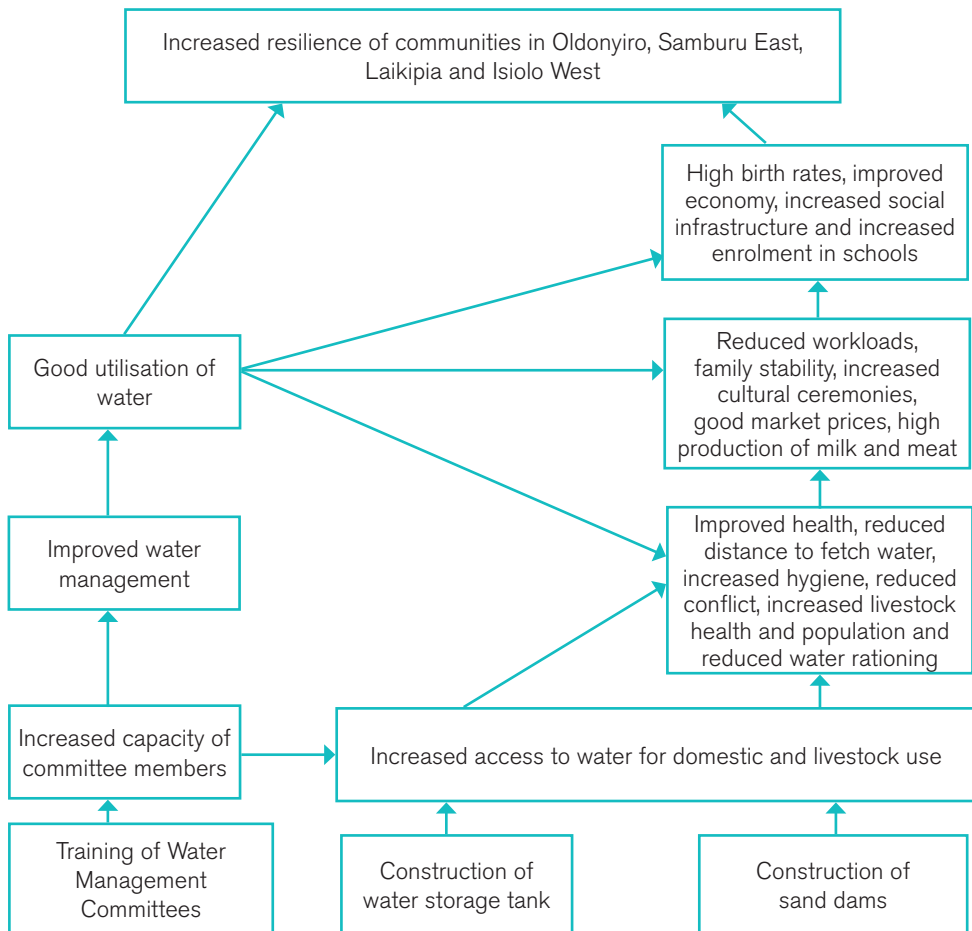 Increased resilience of communities in Oldonyiro, Samburu East,
Laikipia and Isiolo West
High birth rates, improved
economy, increased social
infrastructure and increased
enrolment in schools
Good utilisation of
water
Reduced workloads,
family stability, increased
cultural ceremonies,
good market prices, high
production of milk and meat
Improved water
management
Improved health, reduced
distance to fetch water,
increased hygiene, reduced
conflict, increased livestock
health and population and
reduced water rationing
Increased capacity of
committee members
Increased access to water for domestic and livestock use
Training of Water
Management
Committees
Construction of
water storage tank
Construction of
sand dams